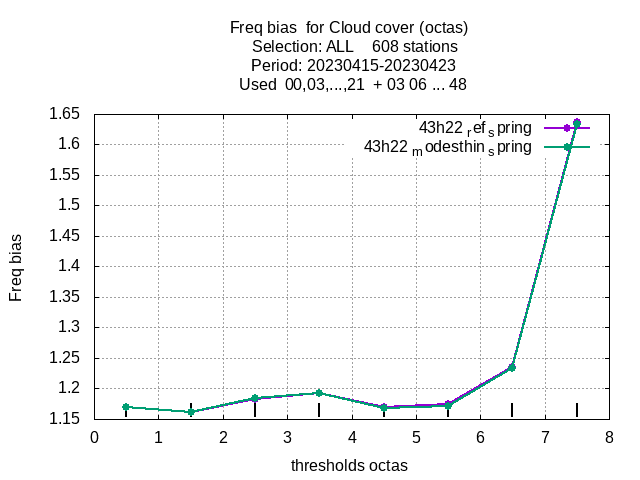 Freq bias  for Cloud cover (octas)
Selection: ALL    608 stations
Period: 20230415-20230423
Used  00,03,...,21  + 03 06 ... 48
43h22 ref spring
43h22 modesthin spring
Freq bias
1.65
1.6
1.55
1.5
1.45
1.4
1.35
1.3
1.25
1.2
1.15
0 1 2 3 4 5 6 7 8
thresholds octas